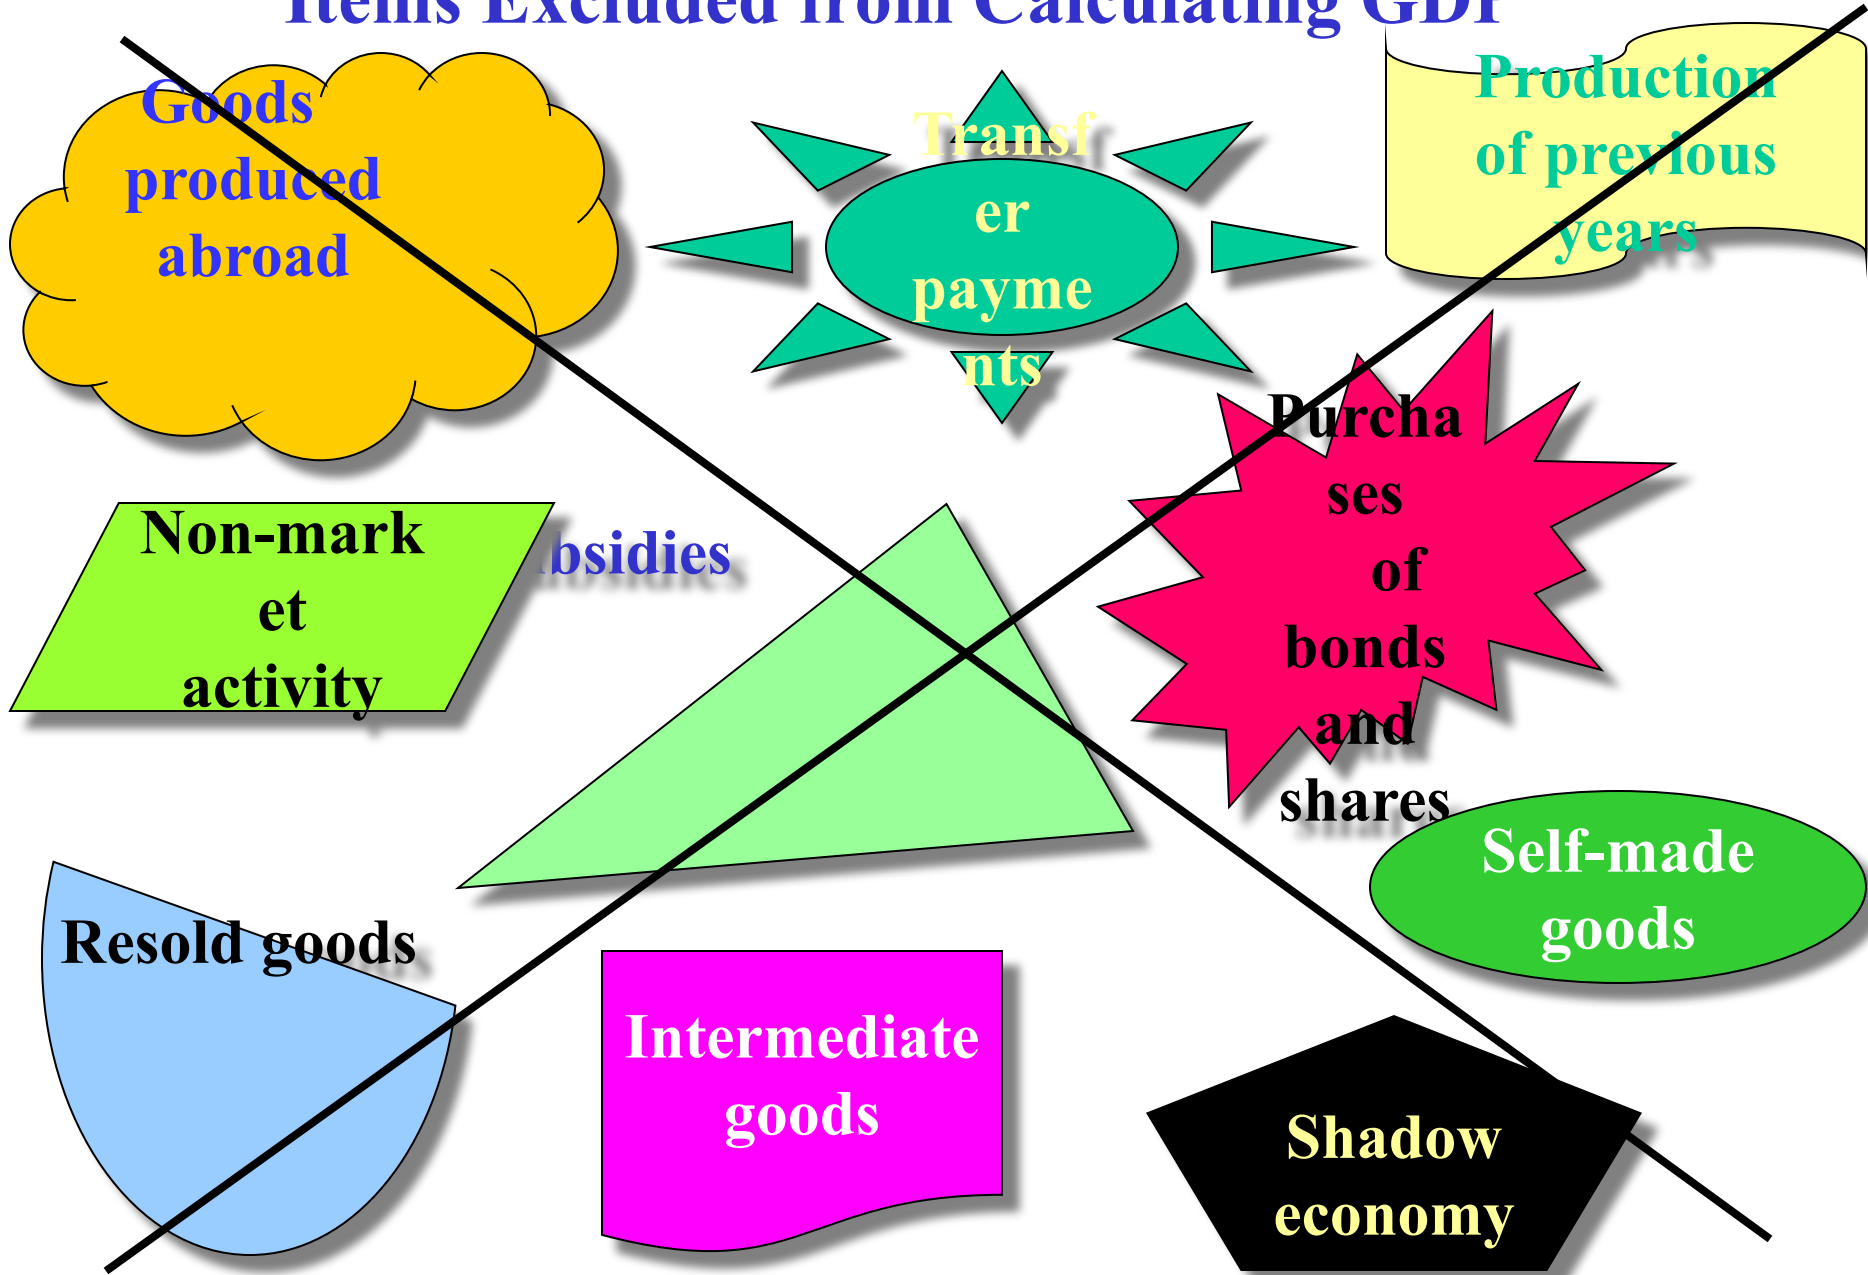 Items Excluded from Calculating GDP
Goods
produced
abroad
Transf
er
payme
nts
Production
of previous
years
Purcha
ses
of
bonds
and
shares
Non-mark
et
activity
bsidies
Self-made
goods
Resold goods
Intermediate
goods
Shadow
economy